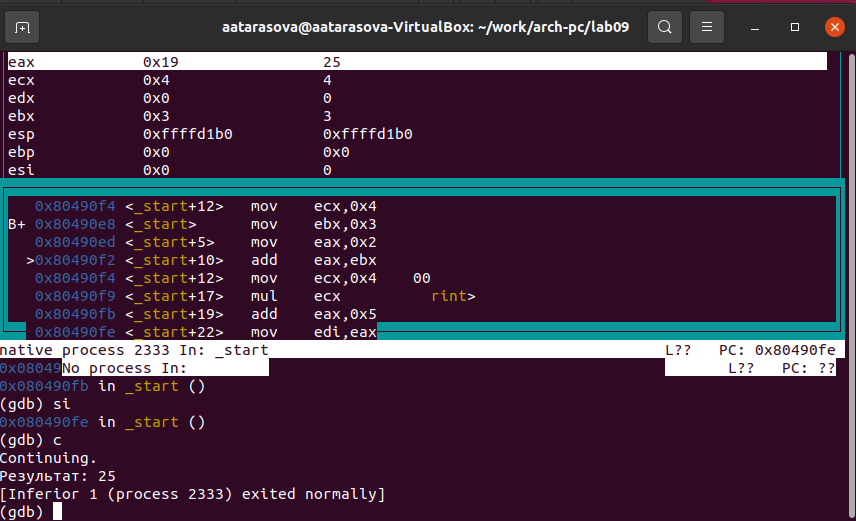 aatarasova@aatarasova-VirtualBox: ~/work/arch-pc/lab09
eax 0x19 25
ecx 0x4 4
edx 0x0 0
ebx 0x3 3
esp 0xffffd1b0 0xffffd1b0
ebp 0x0 0x0
esi 0x0 0
0x80490f4 <_start+12> mov ecx,0x4
B+ 0x80490e8 <_start> mov ebx,0x3
0x80490ed <_start+5> mov eax,0x2
>0x80490f2 <_start+10> add eax,ebx
0x80490f4 <_start+12> mov ecx,0x4 00
0x80490f9 <_start+17> mul ecx rint>
0x80490fb <_start+19> add eax,0x5
0x80490fe <_start+22> mov edi,eax
native process 2333 In: _start L?? PC: 0x80490fe
0x08049No process In: L?? PC: ??
0x080490fb in _start ()
(gdb) si
0x080490fe in _start ()
(gdb) c
Continuing.
Результат: 25
[Inferior 1 (process 2333) exited normally]
(gdb)